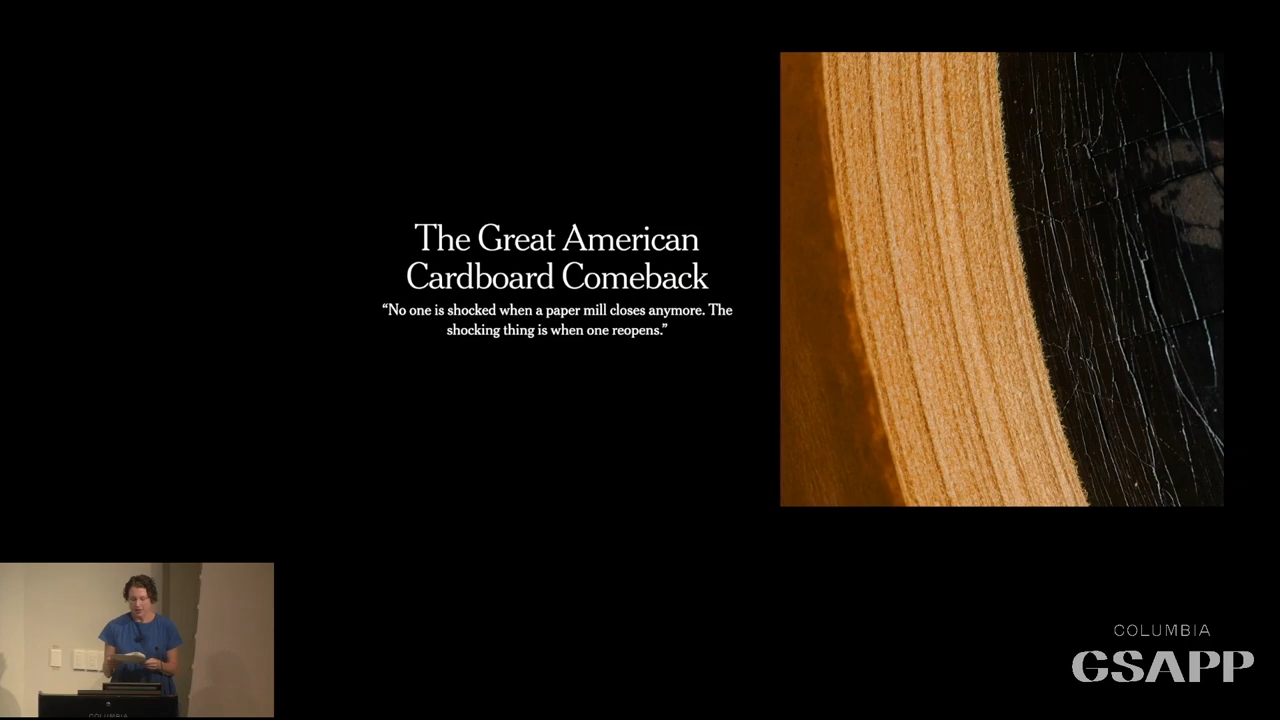 The Great American
Cardboard Comeback
“No one is shocked when a paper mill closes anymore. The
shocking thing is when one reopens.”
COLUMBIA
GSAPP
COLUMBIA